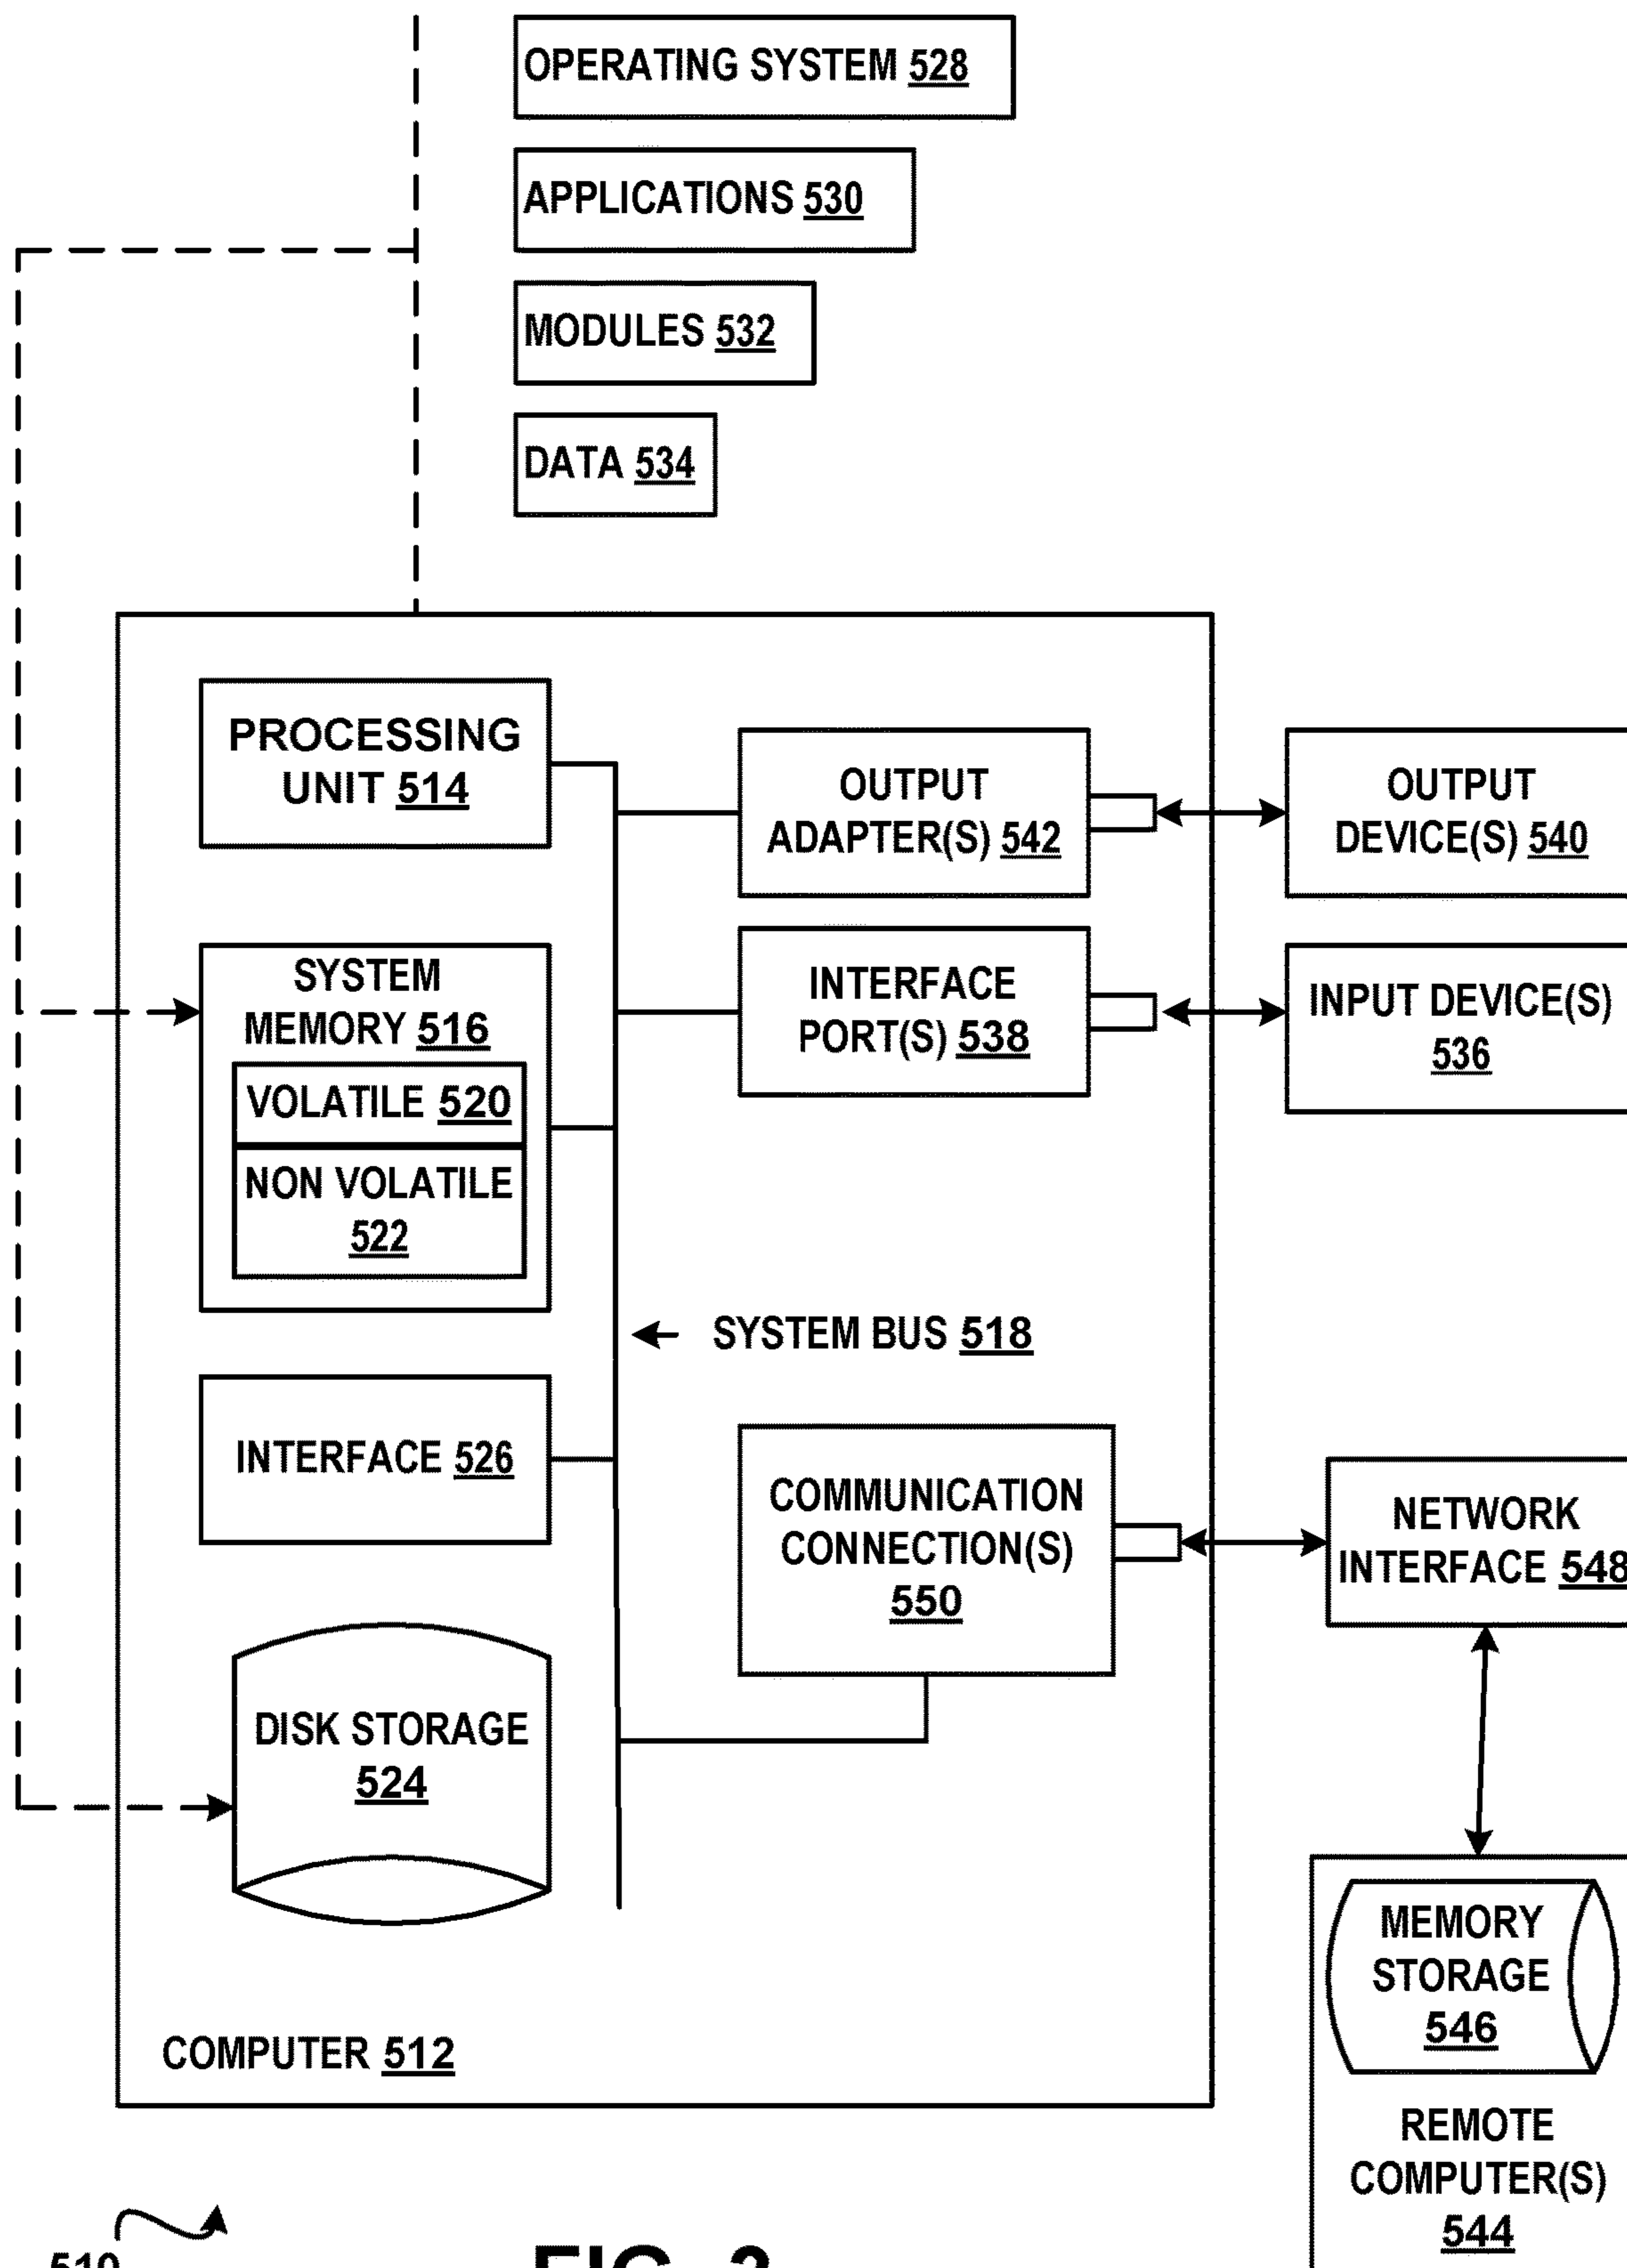 OPERATING SYSTEM 528
APPLICATIONS 530
MODULES 532
DATA 534
PROCESSING
UNIT 514
OUTPUT
ADAPTER(S) 542
OUTPUT
DEVICE(S) 540
SYSTEM
MEMORY 516
VOLATILE 520
NON VOLATILE
522
INTERFACE
PORT(S) 538
INPUT DEVICE(S)
536
SYSTEM BUS 518
INTERFACE 526
COMMUNICATION
CONNECTION(S)
550
NETWORK
INTERFACE 548
DISK STORAGE
524
MEMORY
STORAGE
546
REMOTE
COMPUTER(S)
544
COMPUTER 512